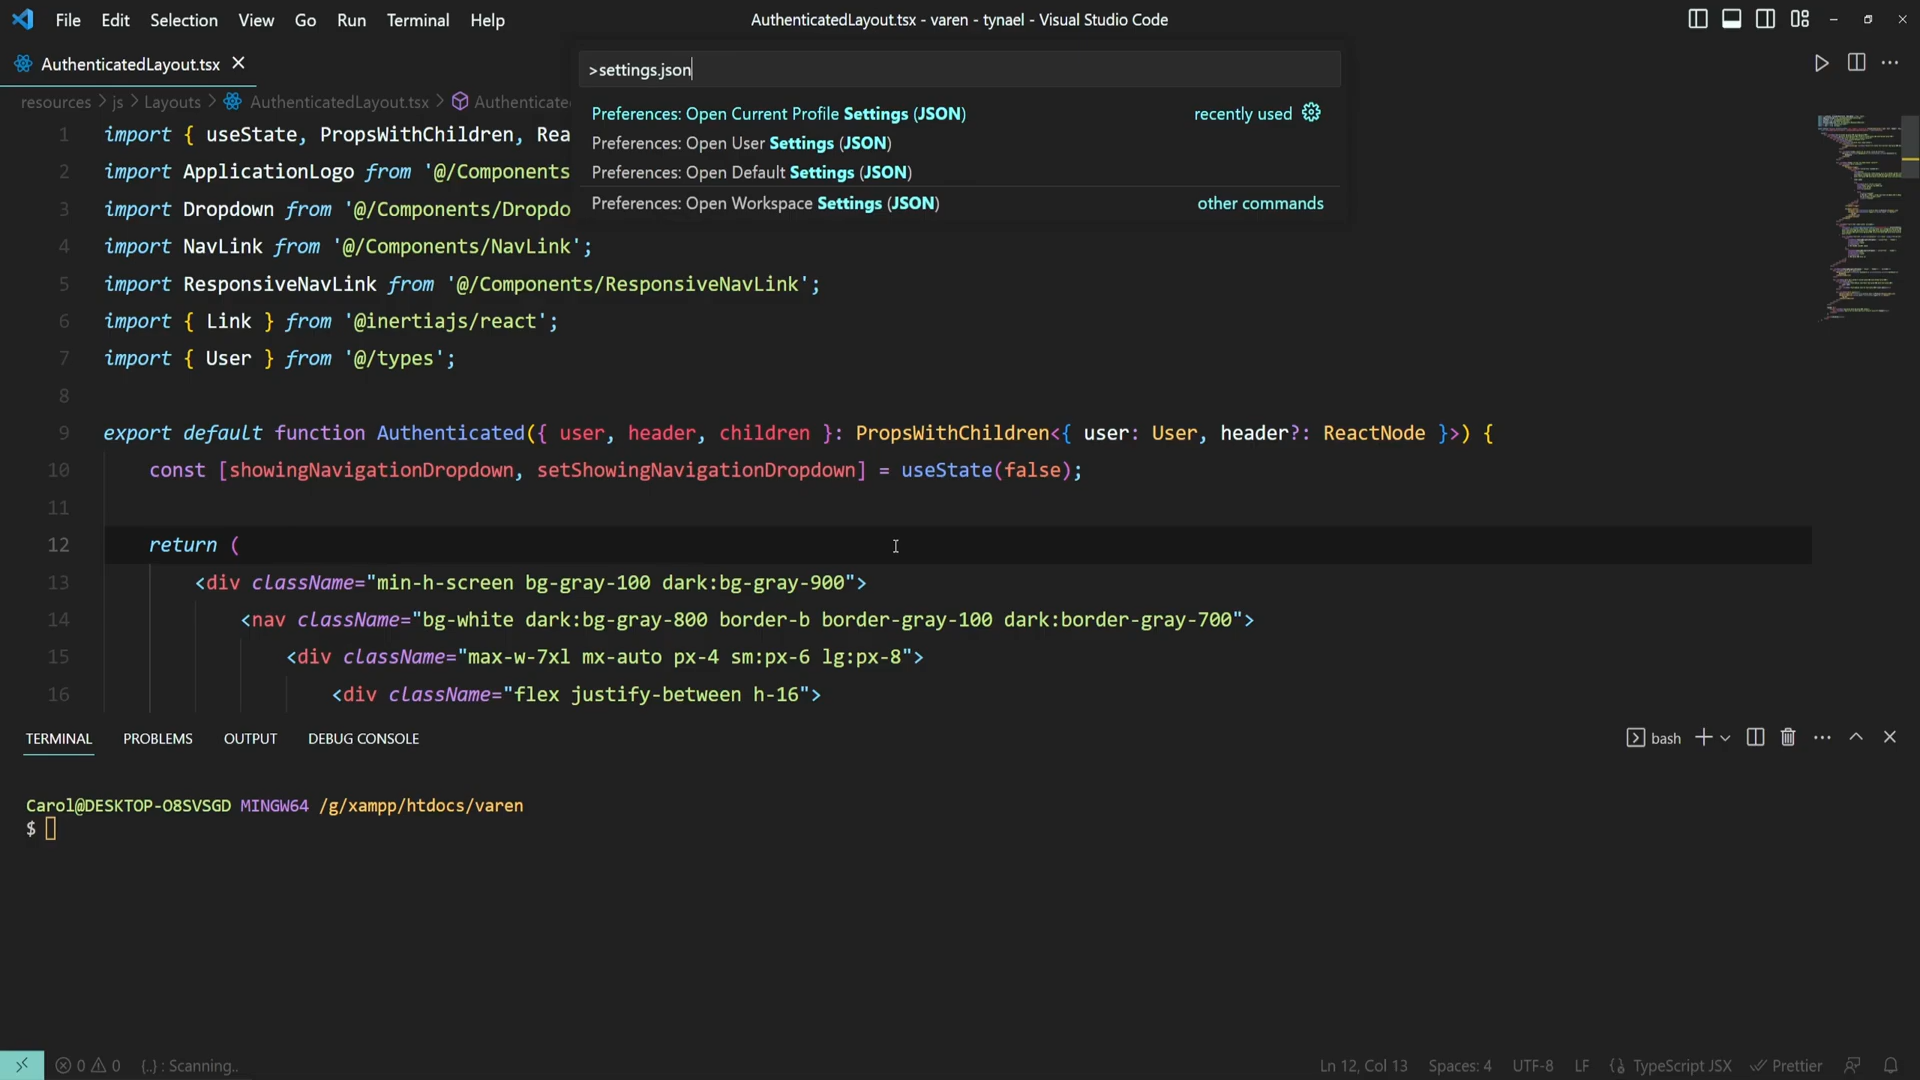 File Edit Selection View Go Run Terminal Help
AuthenticatedLayout.tsx - varen - tynael - Visual Studio Code
AuthenticatedLayout.tsx
>settings.json
resources > js > Layouts > AuthenticatedLayout.tsx > Authenticate
Preferences: Open Current Profile Settings (JSON) recently used
Preferences: Open User Settings (JSON)
Preferences: Open Default Settings (JSON)
Preferences: Open Workspace Settings (JSON) other commands
1 import { useState, PropsWithChildren, Rea
2 import ApplicationLogo from '@/Components
3 import Dropdown from '@/Components/Dropdo
4 import NavLink from '@/Components/NavLink';
5 import ResponsiveNavLink from '@/Components/ResponsiveNavLink';
6 import { Link } from '@inertiajs/react';
7 import { User } from '@/types';
8
9 export default function Authenticated({ user, header, children }: PropsWithChildren<{ user: User, header?: ReactNode }>) {
10 const [showingNavigationDropdown, setShowingNavigationDropdown] = useState(false);
11
12 return (
13 <div className="min-h-screen bg-gray-100 dark:bg-gray-900">
14 <nav className="bg-white dark:bg-gray-800 border-b border-gray-100 dark:border-gray-700">
15 <div className="max-w-7xl mx-auto px-4 sm:px-6 lg:px-8">
16 <div className="flex justify-between h-16">
TERMINAL PROBLEMS OUTPUT DEBUG CONSOLE bash
Carol@DESKTOP-O8SVSGD MINGW64 /g/xampp/htdocs/varen
$
0 0 {..} : Scanning.. Ln 12, Col 13 Spaces: 4 UTF-8 LF TypeScript JSX Prettier